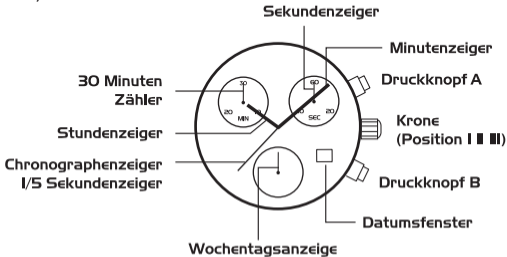 Sekundenzeiger
Minutenzeiger
30 Minuten
Zähler
Druckknopf A
Stundenzeiger
Krone
(Position I II III)
Chronographenzeiger
1/5 Sekundenzeiger
Druckknopf B
Datumsfenster
Wochentagsanzeige
30
20
10
MIN
60
20
SEC